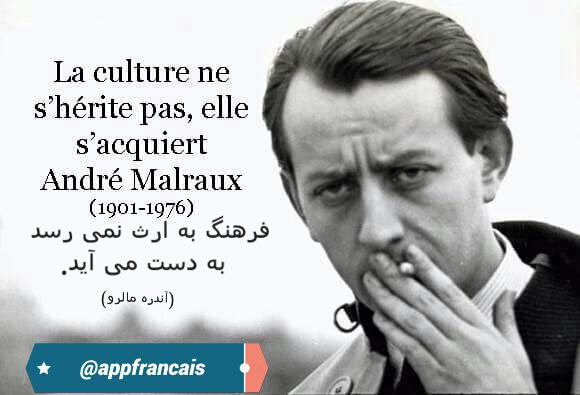 La culture ne
s’hérite pas, elle
s’acquiert
André Malraux
(1901-1976)
فرهنگ به ارث نمی رسد
به دست می آید.
(آندره مالرو)
@appfrancais